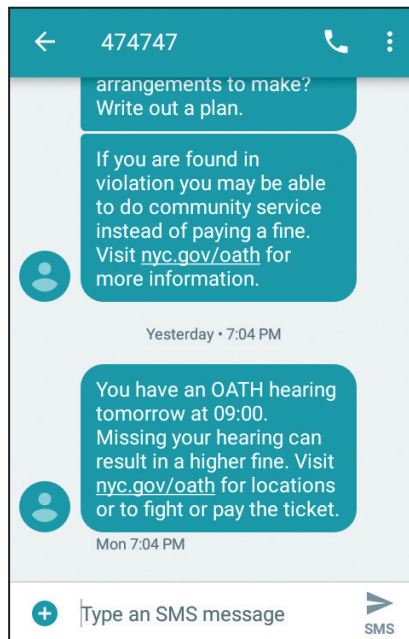 474747
arrangements to make?
Write out a plan.
If you are found in
violation you may be able
to do community service
instead of paying a fine.
Visit nyc.gov/oath for
more information.
Yesterday • 7:04 PM
You have an OATH hearing
tomorrow at 09:00.
Missing your hearing can
result in a higher fine. Visit
nyc.gov/oath for locations
or to fight or pay the ticket.
Mon 7:04 PM
Type an SMS message
SMS